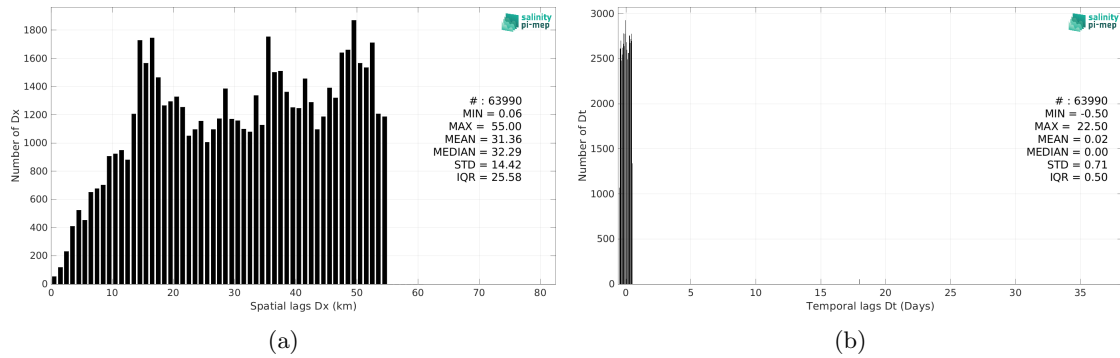 salinity
pi-mep
1800
1600
1400
1200
1000
800
600
400
200
0
Number of Dx
# : 63990
MIN = 0.06
MAX = 55.00
MEAN = 31.36
MEDIAN = 32.29
STD = 14.42
IQR = 25.58
0 10 20 30 40 50 60 70 80
Spatial lags Dx (km)
(a)
salinity
pi-mep
3000
2500
2000
1500
1000
500
0
Number of Dt
# : 63990
MIN = -0.50
MAX = 22.50
MEAN = 0.02
MEDIAN = 0.00
STD = 0.71
IQR = 0.50
0 5 10 15 20 25 30 35
Temporal lags Dt (Days)
(b)